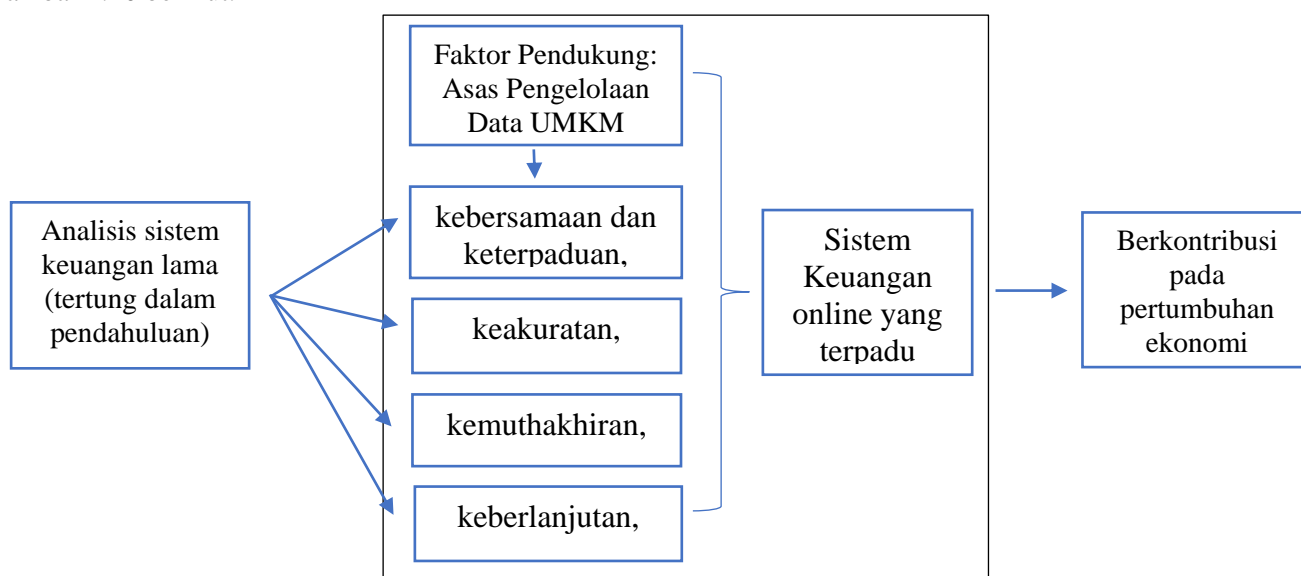 Faktor Pendukung:
Asas Pengelolaan
Data UMKM
Analisis sistem
keuangan lama
(tertung dalam
pendahuluan)
kebersamaan dan
keterpaduan,
keakuratan,
kemuthakhiran,
keberlanjutan,
Sistem
Keuangan
online yang
terpadu
Berkontribusi
pada
pertumbuhan
ekonomi